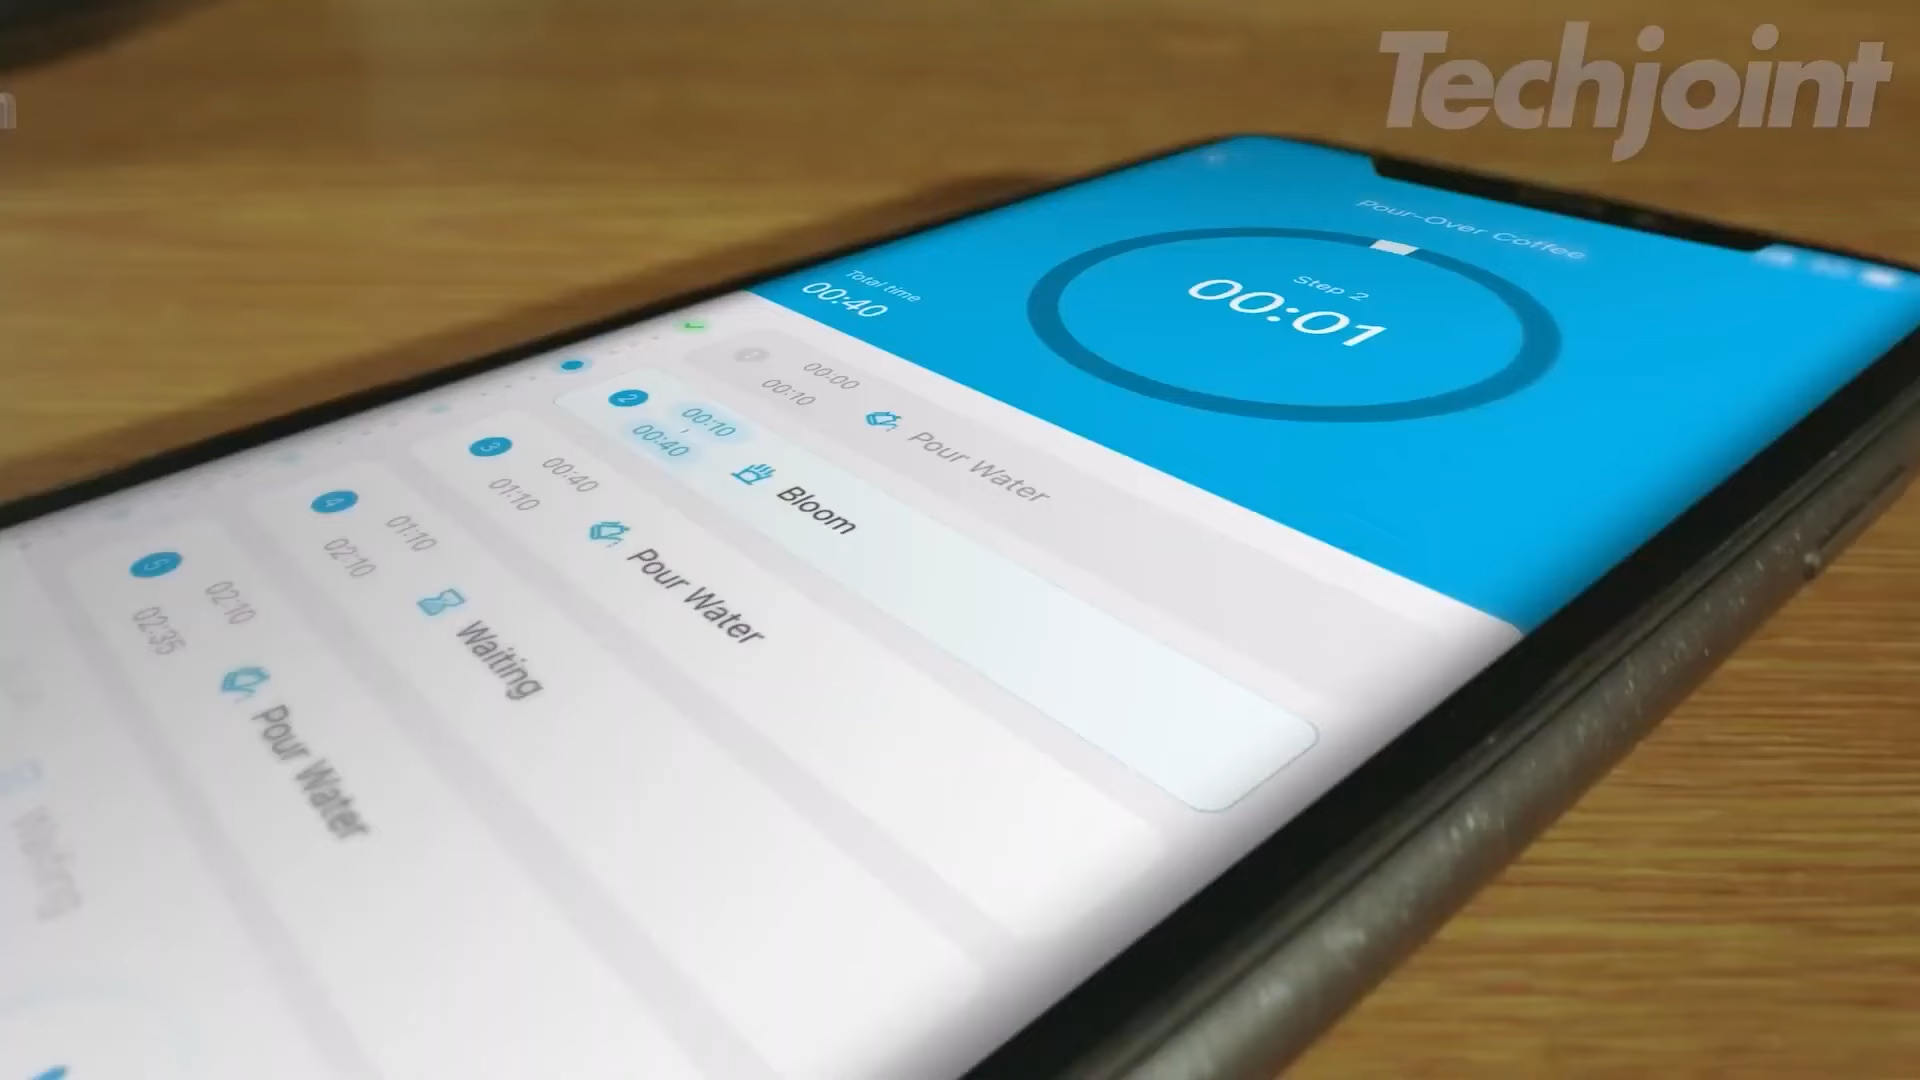 Techjoint
n
Pour-Over Coffee
Step 2
00:01
Total time
00:40
00:00
00:10
Pour Water
2
00:10
00:40
Bloom
3
00:40
01:10
Pour Water
4
01:10
02:10
Waiting
5
02:10
02:35
Pour Water
Waiting